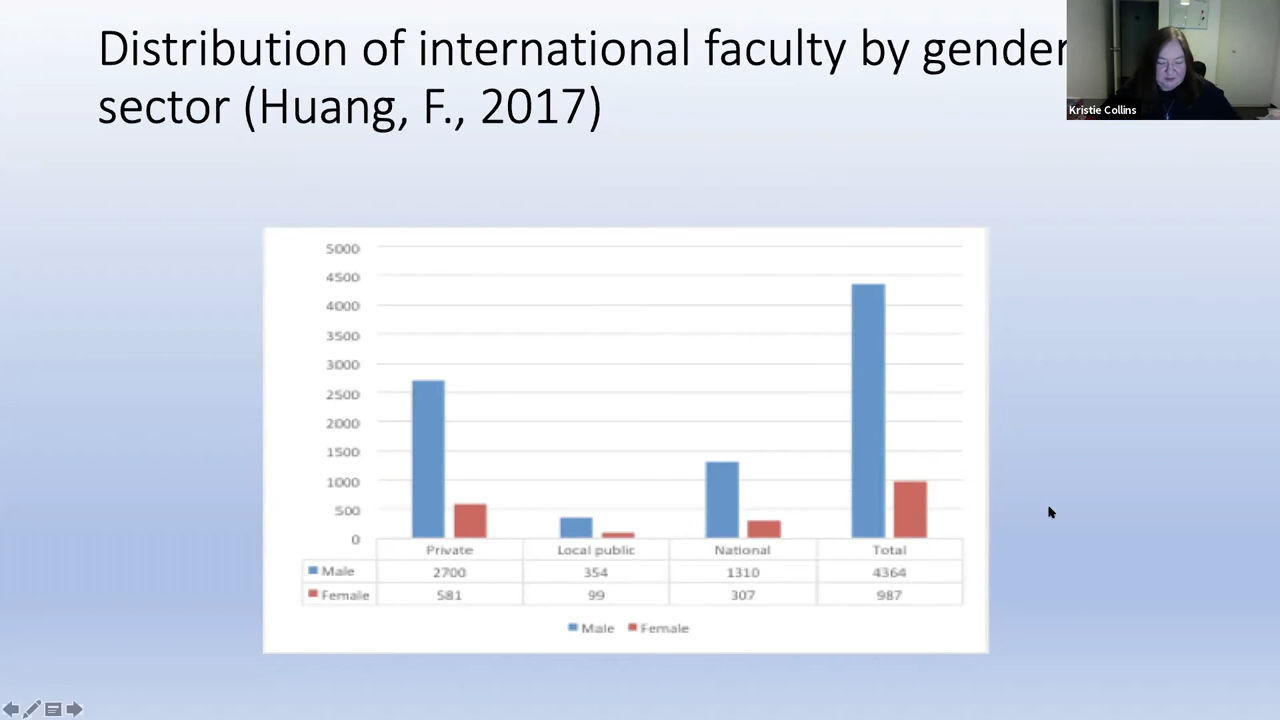 Distribution of international faculty by gender
sector (Huang, F., 2017)
Kristie Collins
5000
4500
4000
3500
3000
2500
2000
1500
1000
500
0
Private Local public National Total
Male 2700 354 1310 4364
Female 581 99 307 987
Male Female